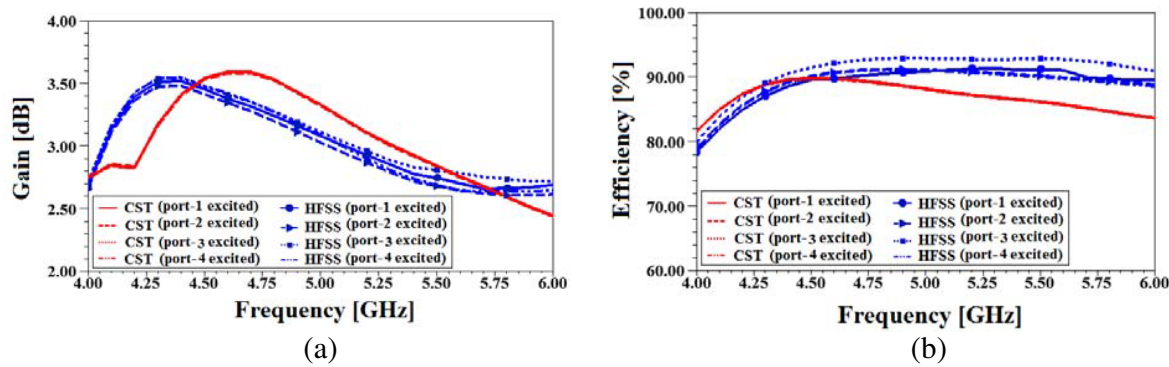 (a)
4.00
3.50
3.00
2.50
2.00
Gain [dB]
CST (port-1 excited)
CST (port-2 excited)
CST (port-3 excited)
CST (port-4 excited)
HFSS (port-1 excited)
HFSS (port-2 excited)
HFSS (port-3 excited)
HFSS (port-4 excited)
4.00 4.25 4.50 4.75 5.00 5.25 5.50 5.75 6.00
Frequency [GHz]
(a)
(b)
100.00
90.00
80.00
70.00
60.00
Efficiency [%]
CST (port-1 excited)
CST (port-2 excited)
CST (port-3 excited)
CST (port-4 excited)
HFSS (port-1 excited)
HFSS (port-2 excited)
HFSS (port-3 excited)
HFSS (port-4 excited)
4.00 4.25 4.50 4.75 5.00 5.25 5.50 5.75 6.00
Frequency [GHz]
(b)